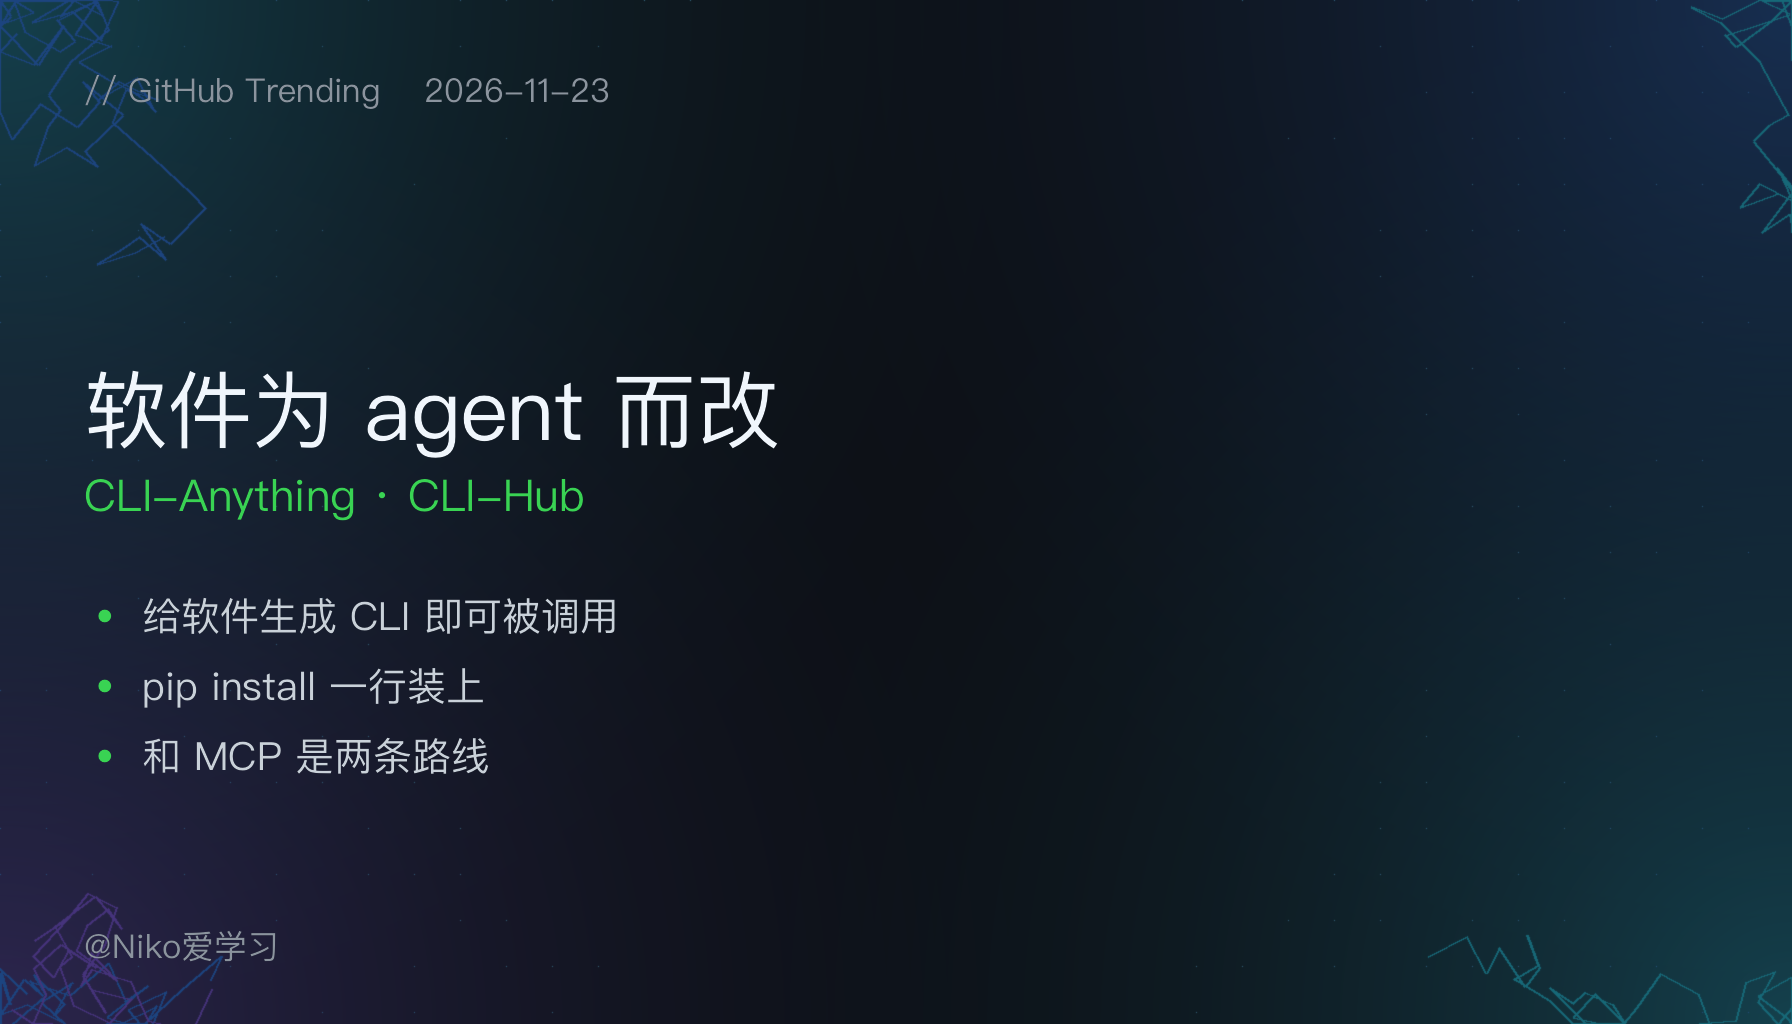 // GitHub Trending 2026-11-23
软件为 agent 而改
CLI-Anything · CLI-Hub
• 给软件生成 CLI 即可被调用
• pip install 一行装上
• 和 MCP 是两条路线
@Niko爱学习